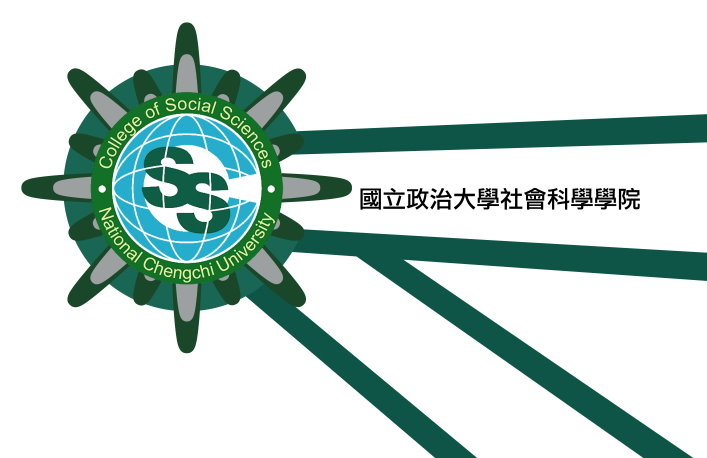 College of Social Sciences
SS
National Chengchi University
國立政治大學社會科學學院